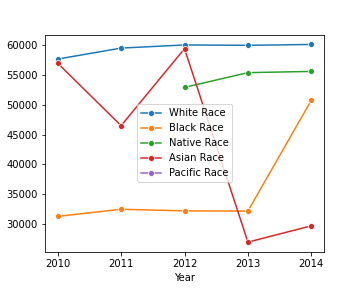 60000
55000
50000
45000
40000
35000
30000
White Race
Black Race
Native Race
Asian Race
Pacific Race
2010 2011 2012 2013 2014
Year